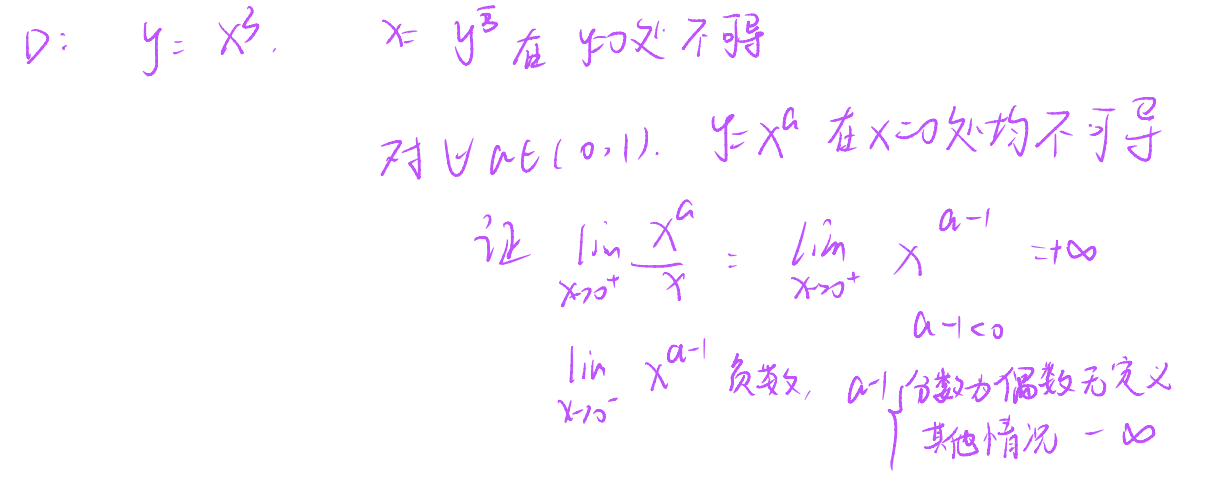 D: y = x³. x = y^{1/3} 在 y=0处不可导
对 ∀ a∈(0,1). y=x^a 在 x=0处均不可导
证 lim_{x→0⁺} x^a/x = lim_{x→0⁺} x^{a-1} =+∞
a-1<0
lim_{x→0⁻} x^{a-1} 负数, a-1 { 分数为偶数无定义
其他情况 -∞